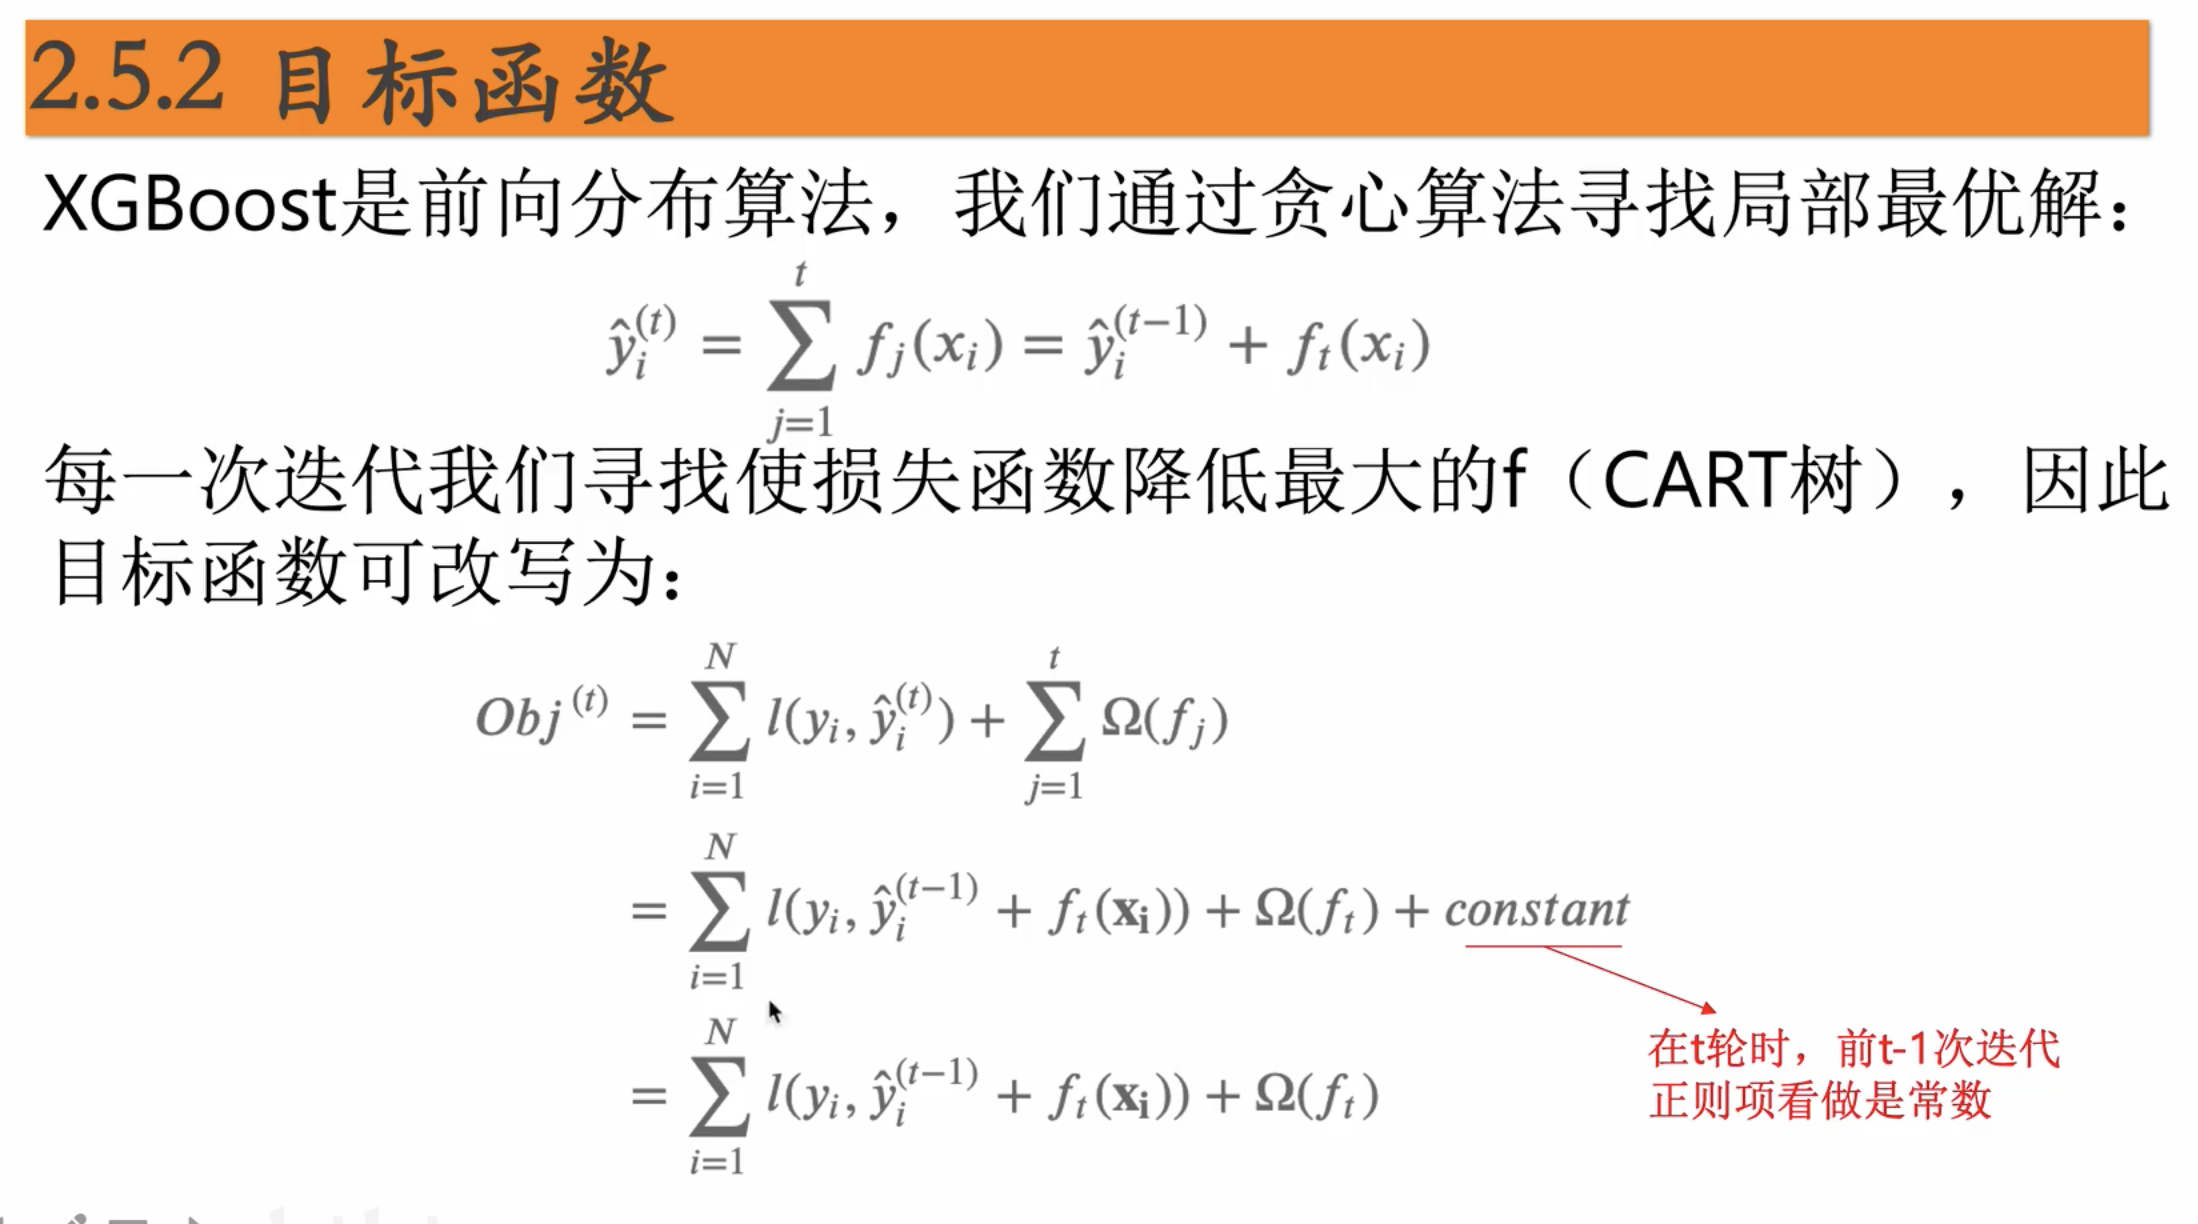 2.5.2 目标函数
XGBoost是前向分布算法，我们通过贪心算法寻找局部最优解：
$\hat{y}_i^{(t)} = \sum_{j=1}^{t} f_j(x_i) = \hat{y}_i^{(t-1)} + f_t(x_i)$
每一次迭代我们寻找使损失函数降低最大的f（CART树），因此
目标函数可改写为：
$Obj^{(t)} = \sum_{i=1}^{N} l(y_i, \hat{y}_i^{(t)}) + \sum_{j=1}^{t} \Omega(f_j)$
$= \sum_{i=1}^{N} l(y_i, \hat{y}_i^{(t-1)} + f_t(\mathbf{x_i})) + \Omega(f_t) + constant$
$= \sum_{i=1}^{N} l(y_i, \hat{y}_i^{(t-1)} + f_t(\mathbf{x_i})) + \Omega(f_t)$
在t轮时，前t-1次迭代
正则项看做是常数